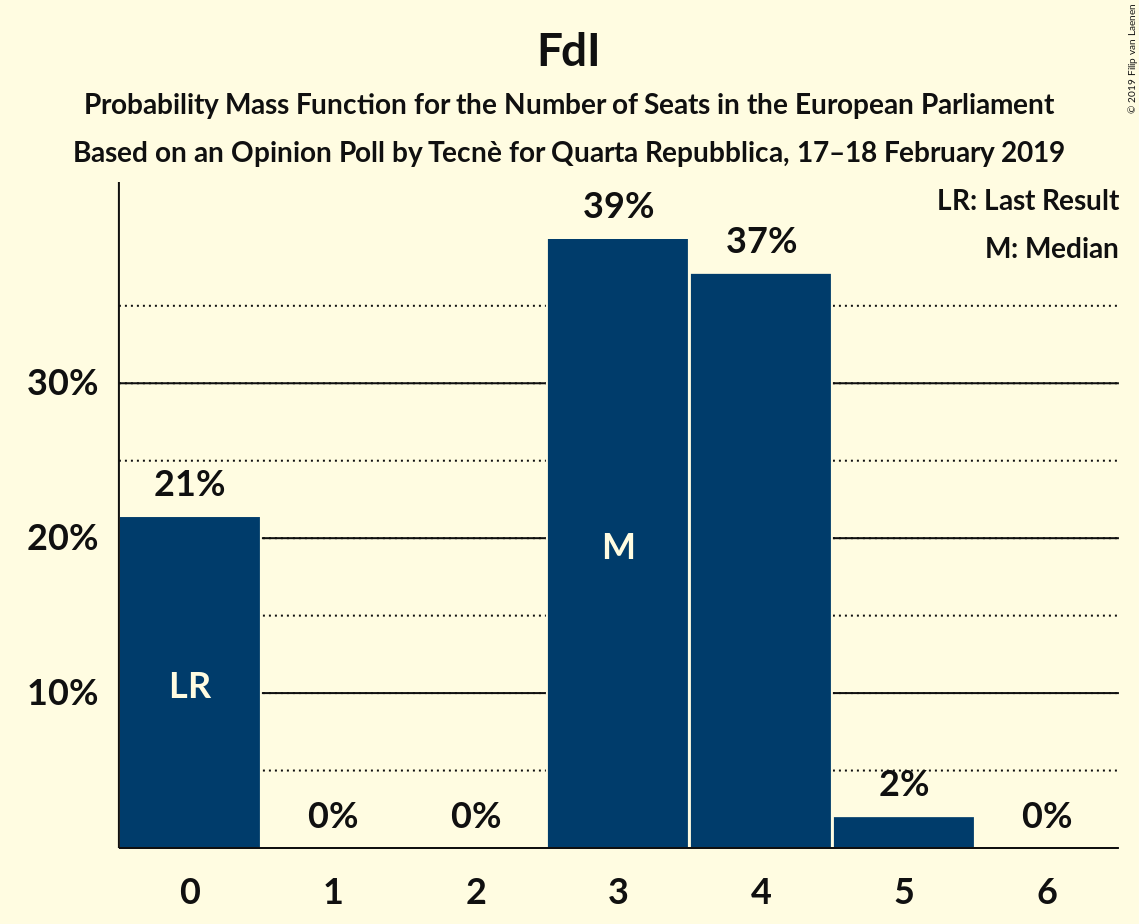 FdI
Probability Mass Function for the Number of Seats in the European Parliament
Based on an Opinion Poll by Tecnè for Quarta Repubblica, 17–18 February 2019
© 2019 Filip van Laenen
LR: Last Result
M: Median
39%
37%
30%
21%
20%
M
LR
10%
2%
0%
0%
0%
0 1 2 3 4 5 6